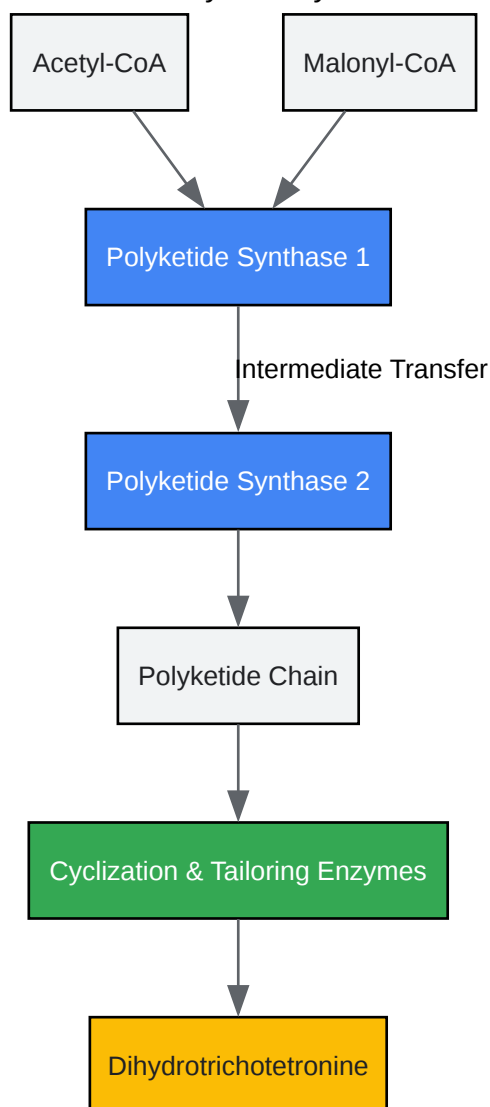 Acetyl-CoA
Malonyl-CoA
Polyketide Synthase 1
Intermediate Transfer
Polyketide Synthase 2
Polyketide Chain
Cyclization & Tailoring Enzymes
Dihydrotrichotetronine